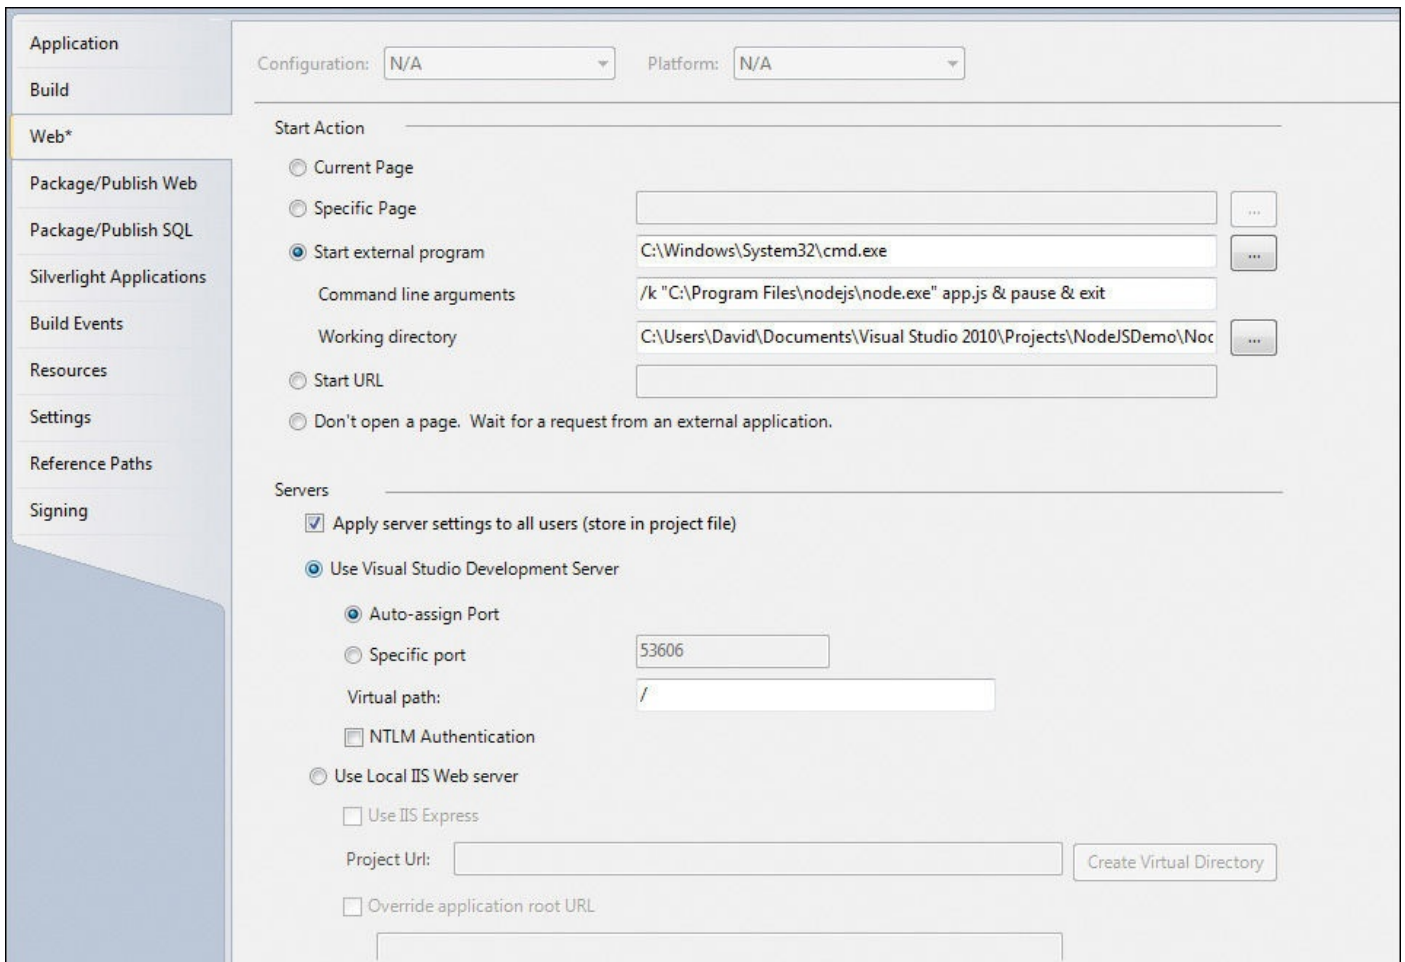 Application
Build
Web*
Package/Publish Web
Package/Publish SQL
Silverlight Applications
Build Events
Resources
Settings
Reference Paths
Signing
Configuration: N/A Platform: N/A
Start Action
Current Page
Specific Page ...
Start external program C:\Windows\System32\cmd.exe ...
Command line arguments /k "C:\Program Files\nodejs\node.exe" app.js & pause & exit
Working directory C:\Users\David\Documents\Visual Studio 2010\Projects\NodeJSDemo\Noc ...
Start URL
Don't open a page. Wait for a request from an external application.
Servers
Apply server settings to all users (store in project file)
Use Visual Studio Development Server
Auto-assign Port
Specific port 53606
Virtual path: /
NTLM Authentication
Use Local IIS Web server
Use IIS Express
Project Url: Create Virtual Directory
Override application root URL